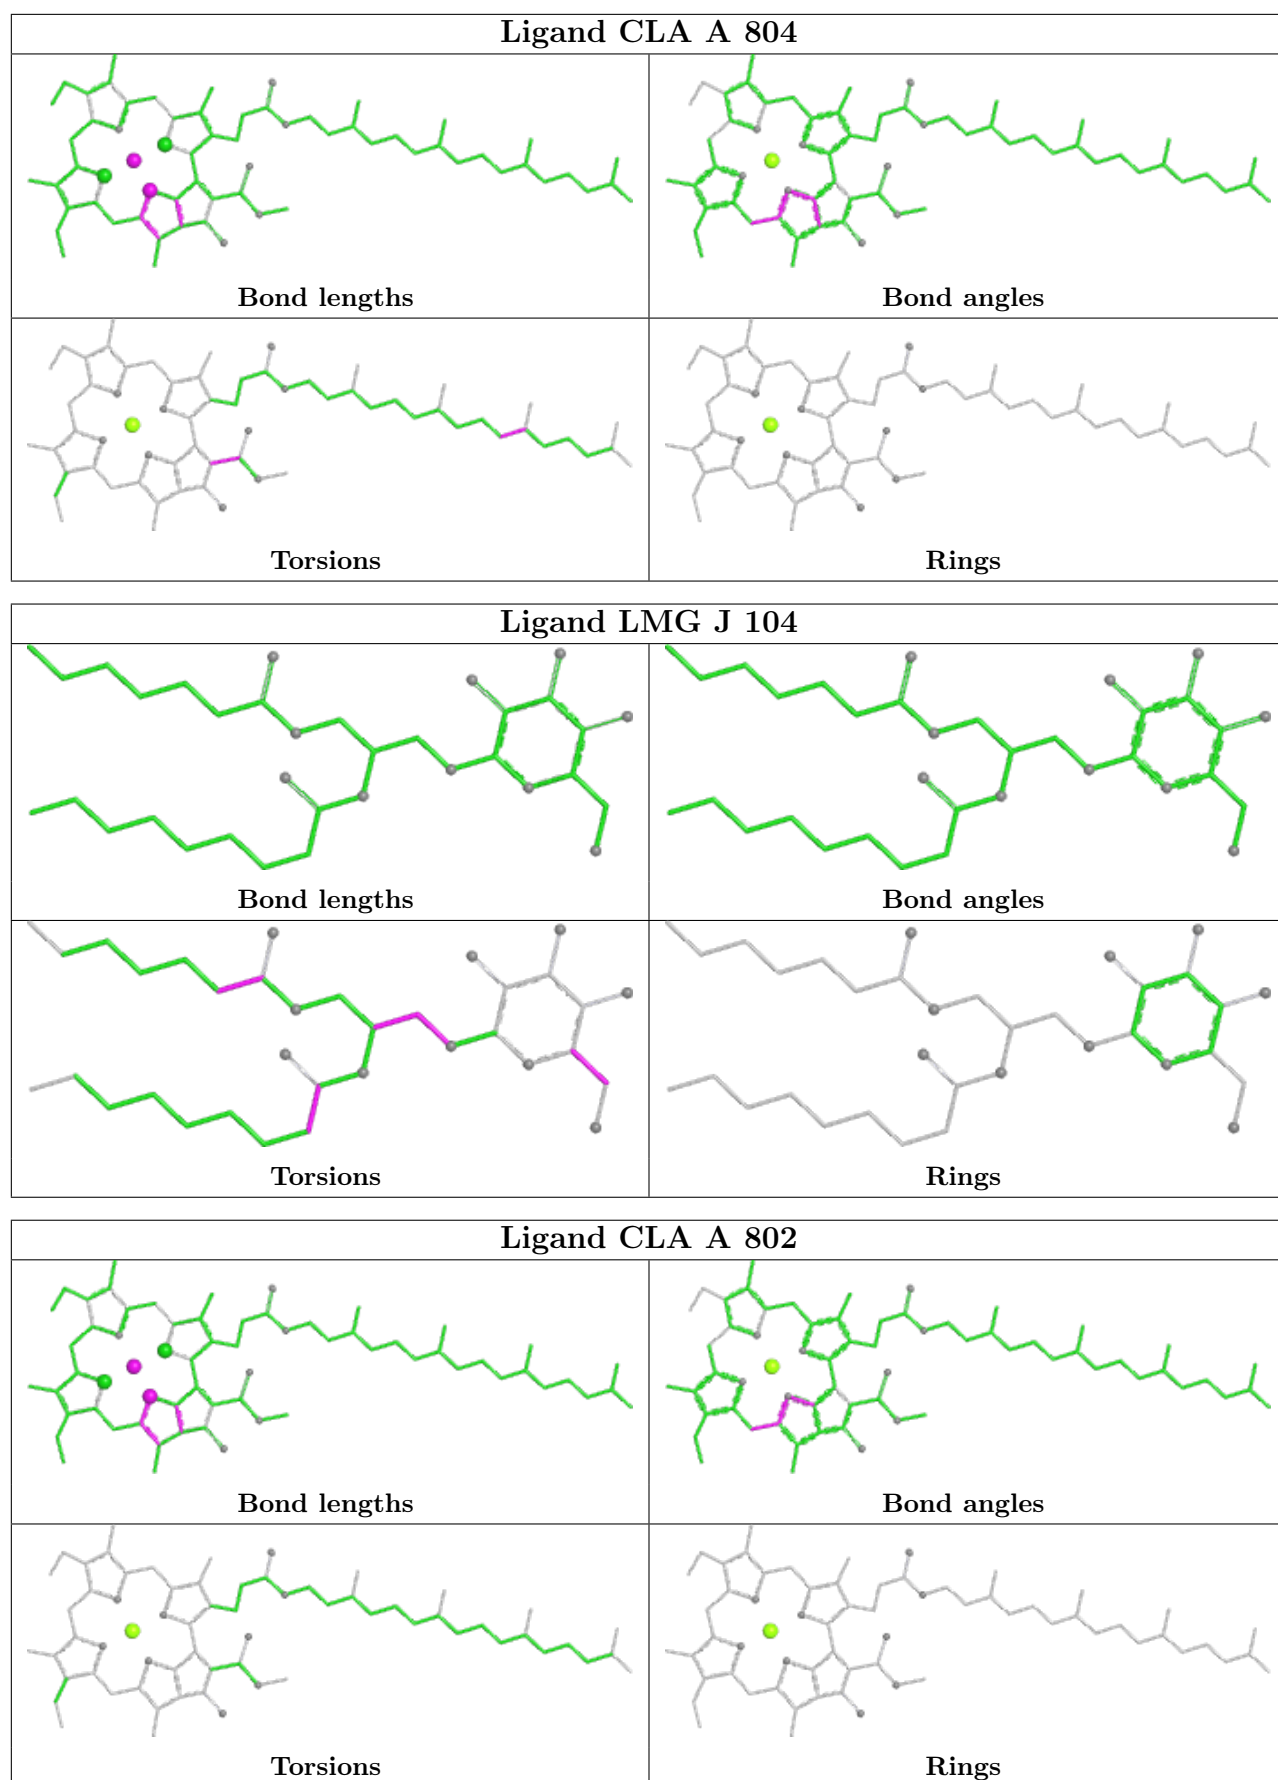 Ligand CLA A 804
Bond lengths
Bond angles
Torsions
Rings
Ligand LMG J 104
Bond lengths
Bond angles
Torsions
Rings
Ligand CLA A 802
Bond lengths
Bond angles
Torsions
Rings